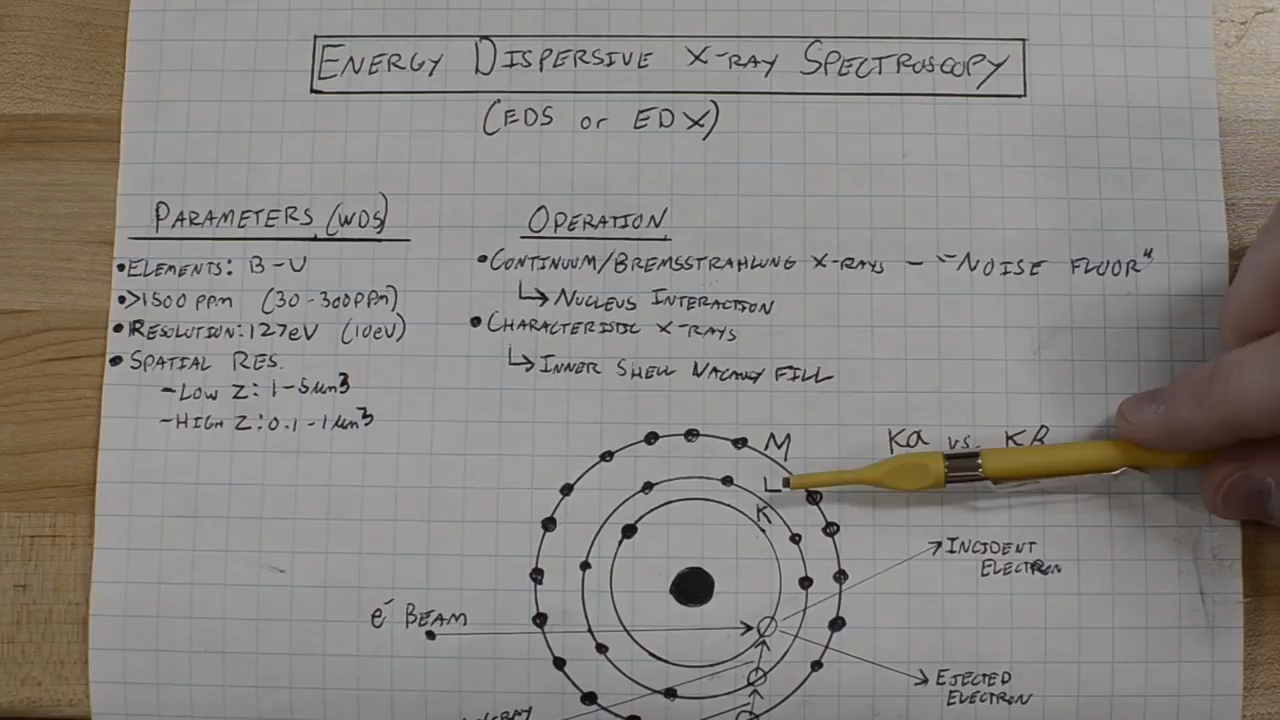 ENERGY DISPERSIVE X-RAY SPECTROSCOPY
(EDS or EDX)
PARAMETERS (WDS)
•ELEMENTS: B-U
•>1500 ppm (30-300ppm)
•RESOLUTION: 127eV (10eV)
•SPATIAL RES.
-LOW Z: 1-5μm3
-HIGH Z: 0.1-1μm3
OPERATION
•CONTINUUM/BREMSSTRAHLUNG X-RAYS - "NOISE FLOOR"
↳NUCLEUS INTERACTION
•CHARACTERISTIC X-RAYS
↳INNER SHELL VACANCY FILL
M
L
K
Kα vs. Kβ
e- BEAM
→INCIDENT
ELECTRON
→EJECTED
ELECTRON